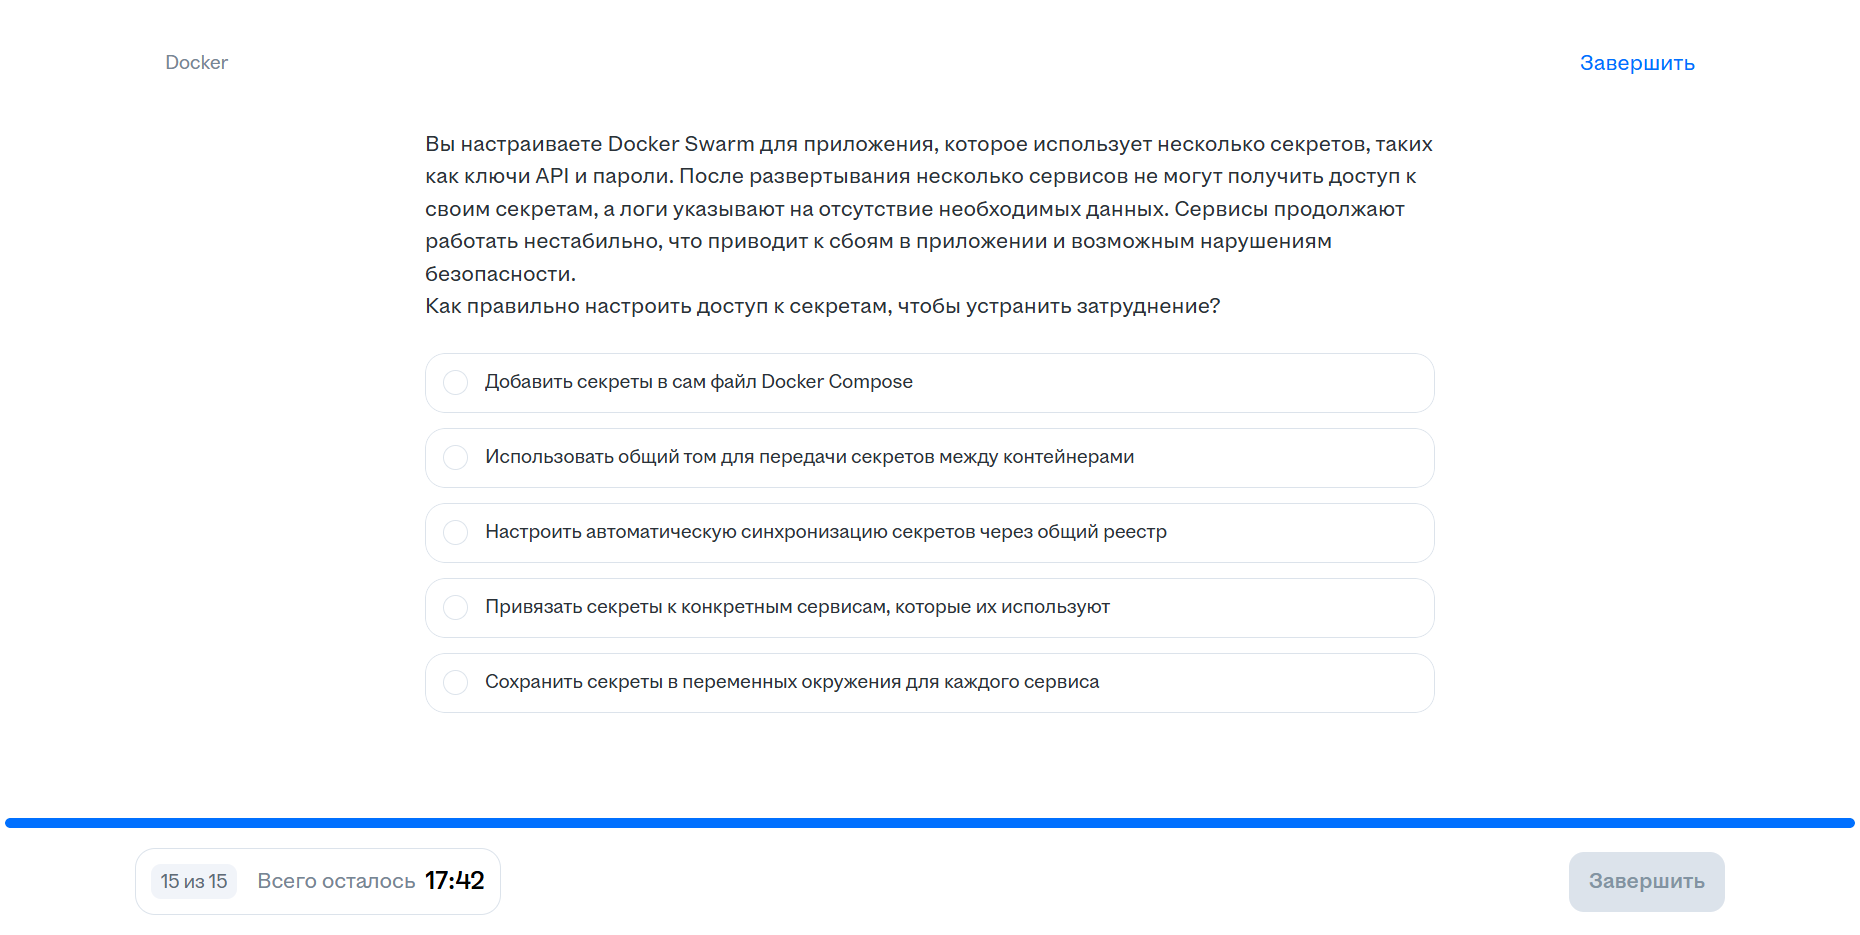 Docker
Завершить
Вы настраиваете Docker Swarm для приложения, которое использует несколько секретов, таких
как ключи API и пароли. После развертывания несколько сервисов не могут получить доступ к
своим секретам, а логи указывают на отсутствие необходимых данных. Сервисы продолжают
работать нестабильно, что приводит к сбоям в приложении и возможным нарушениям
безопасности.
Как правильно настроить доступ к секретам, чтобы устранить затруднение?
Добавить секреты в сам файл Docker Compose
Использовать общий том для передачи секретов между контейнерами
Настроить автоматическую синхронизацию секретов через общий реестр
Привязать секреты к конкретным сервисам, которые их используют
Сохранить секреты в переменных окружения для каждого сервиса
15 из 15
Всего осталось 17:42
Завершить